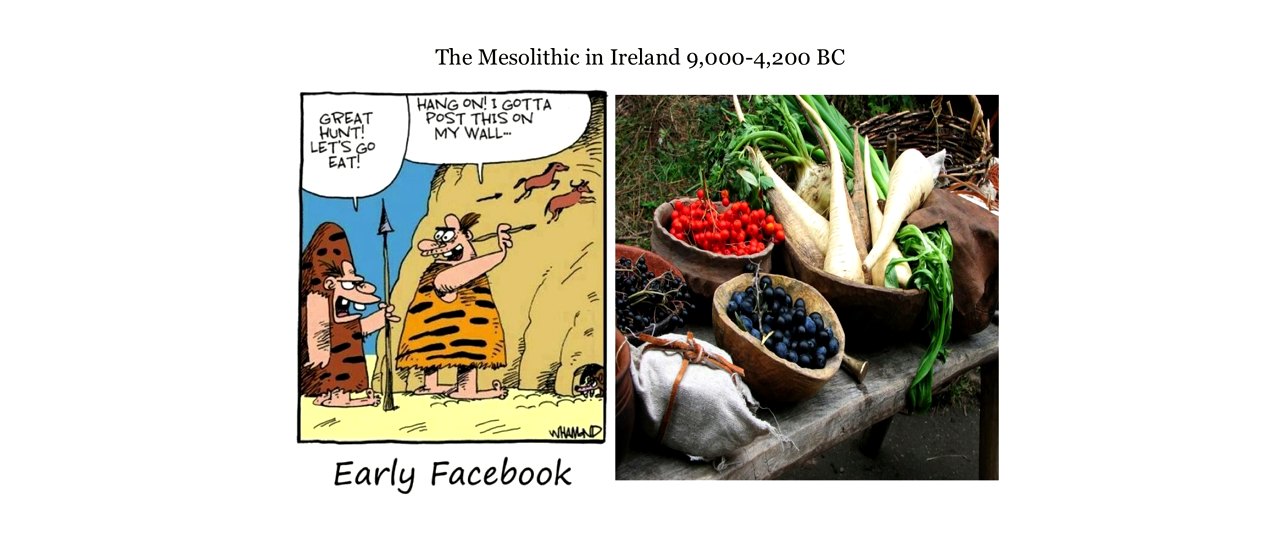 The Mesolithic in Ireland 9,000-4,200 BC
GREAT
HUNT!
LET'S GO
EAT!
HANG ON! I GOTTA
POST THIS ON
MY WALL...
WHAMOND
Early Facebook